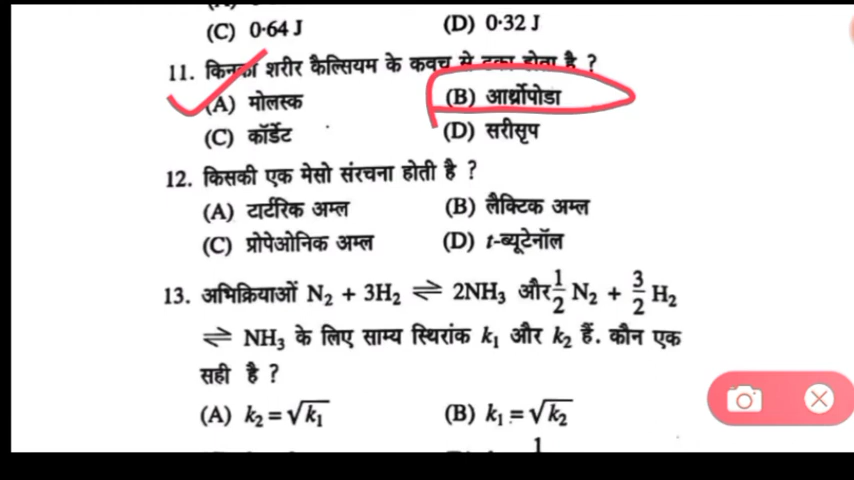 (C) 0·64 J (D) 0·32 J
11. किनका शरीर कैल्सियम के कवच से ढका होता है ?
(A) मोलस्क (B) आर्थ्रोपोडा
(C) कॉर्डेट (D) सरीसृप
12. किसकी एक मेसो संरचना होती है ?
(A) टार्टरिक अम्ल (B) लैक्टिक अम्ल
(C) प्रोपेओनिक अम्ल (D) t-ब्यूटेनॉल
13. अभिक्रियाओं N₂ + 3H₂ ⇌ 2NH₃ और 1/2 N₂ + 3/2 H₂
⇌ NH₃ के लिए साम्य स्थिरांक k₁ और k₂ हैं. कौन एक
सही है ?
(A) k₂ = √k₁ (B) k₁ = √k₂